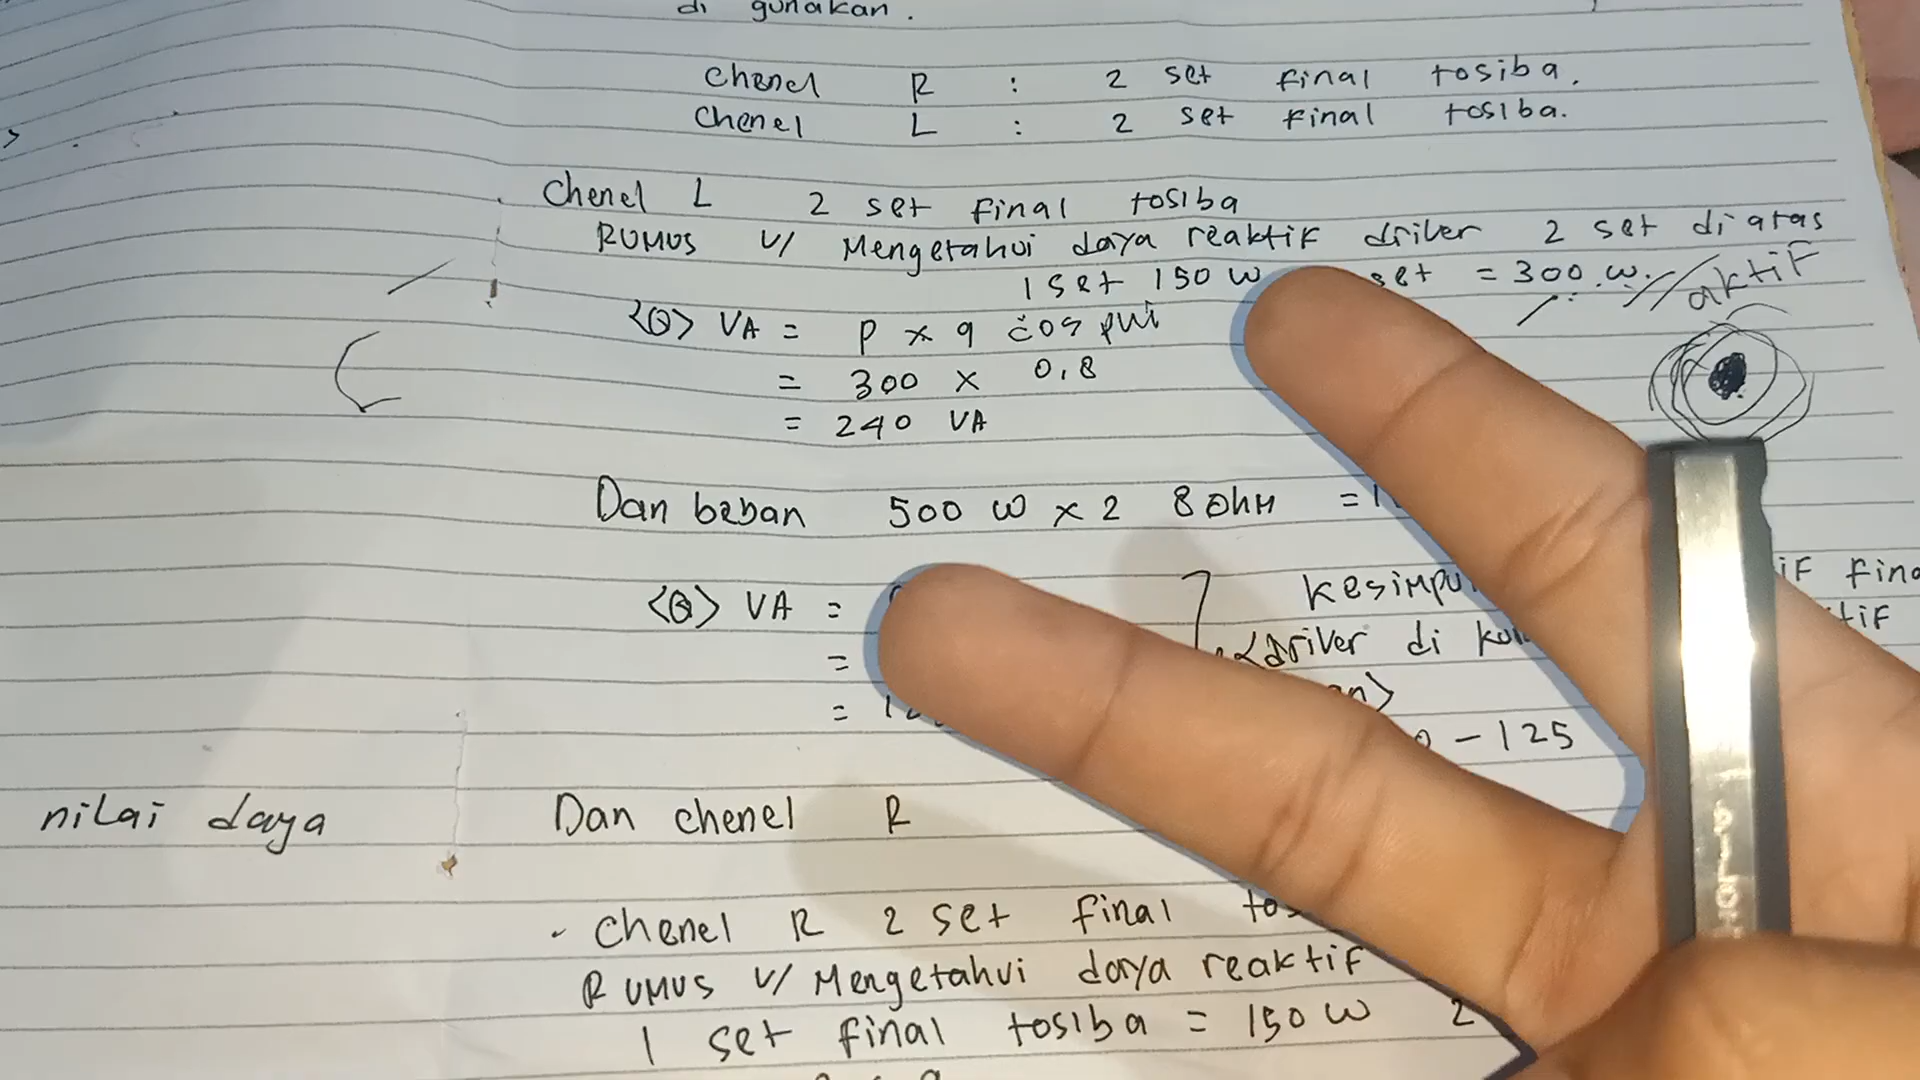 di gunakan.
Chenel R : 2 set final tosiba.
Chenel L : 2 set final tosiba.
Chenel L 2 set final tosiba
RUMUS U/ Mengetahui daya reaktif driver 2 set di atas
1 set 150 W set = 300 W. // aktif
<Q> VA = P x q cos phi
= 300 x 0,8
= 240 VA
Dan beban 500 W x 2 8 Ohm =
<Q> VA =
=
=
driver di
- 125
nilai daya
Dan chenel R
. Chenel R 2 set final
RUMUS U/ Mengetahui daya reaktif
1 set final tosiba = 150 W 2